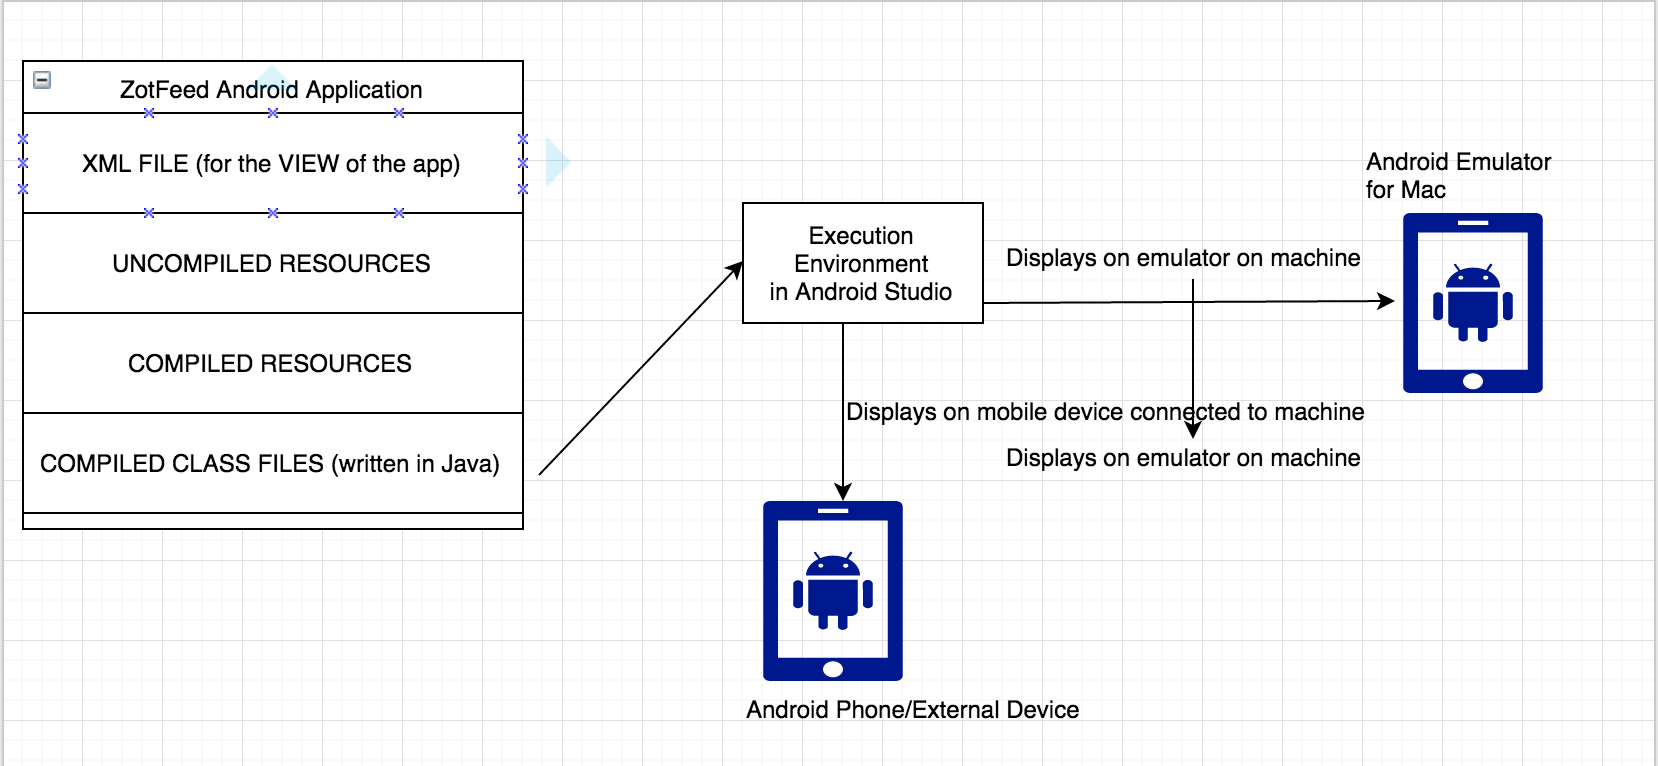 ZotFeed Android Application
XML FILE (for the VIEW of the app)
UNCOMPILED RESOURCES
COMPILED RESOURCES
COMPILED CLASS FILES (written in Java)
Execution
Environment
in Android Studio
Displays on emulator on machine
Android Emulator
for Mac
Displays on mobile device connected to machine
Displays on emulator on machine
Android Phone/External Device